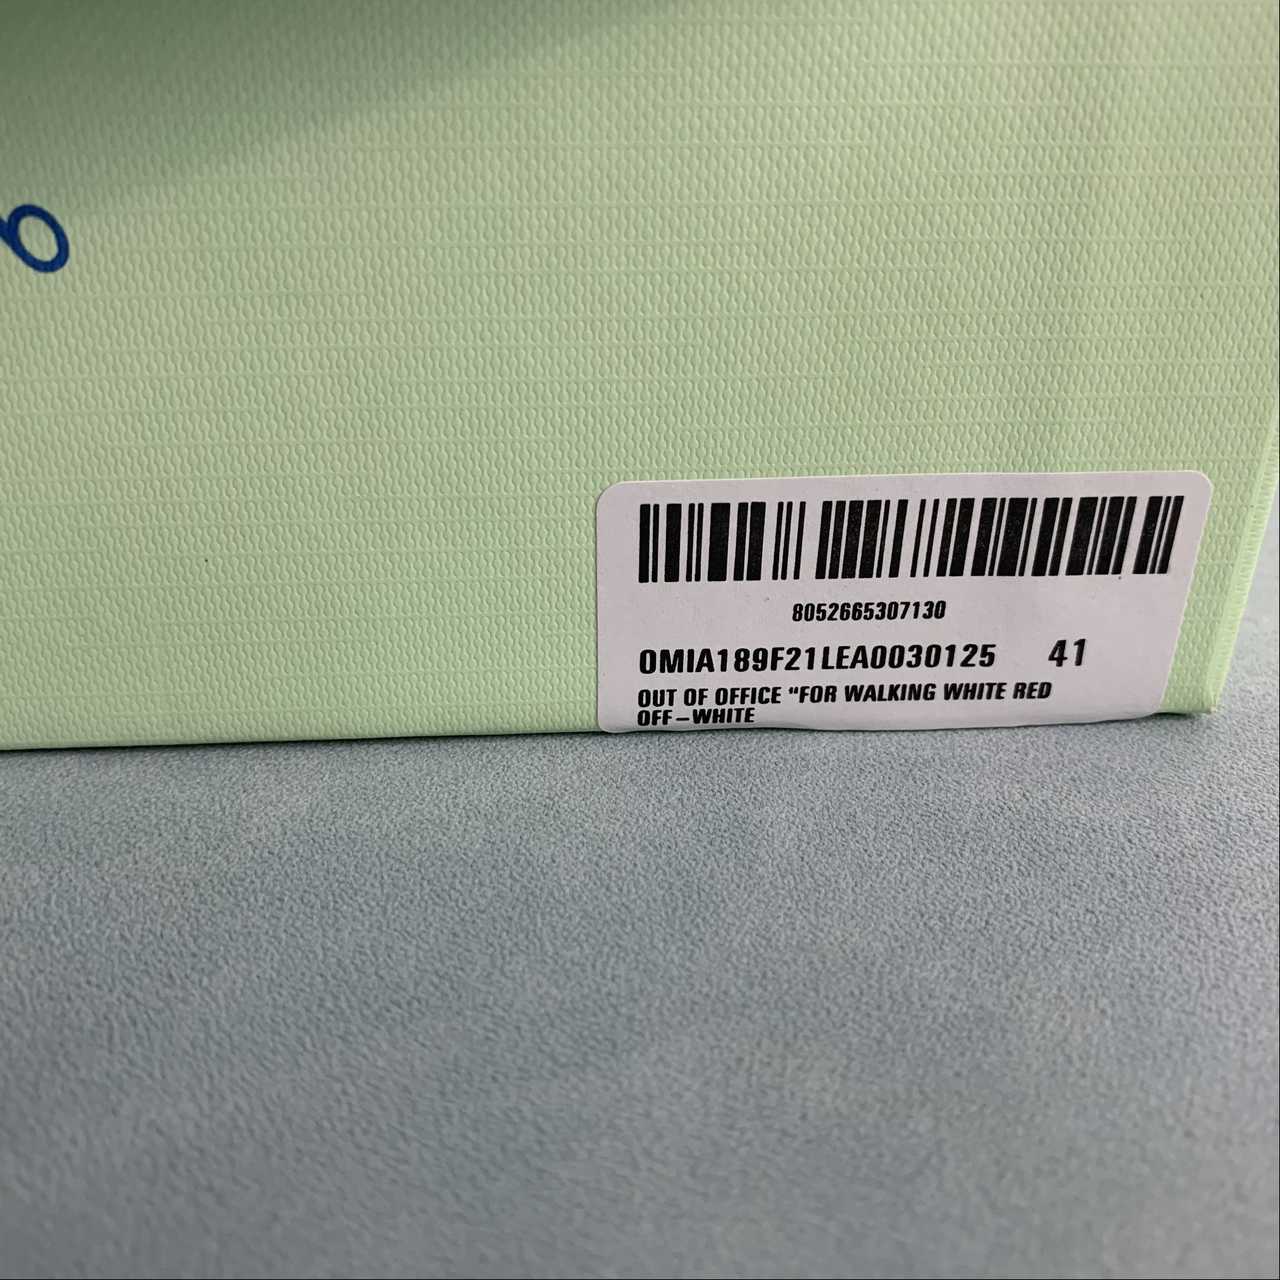 8052665307130
OMIA189F21LEA0030125 41
OUT OF OFFICE "FOR WALKING WHITE RED
OFF-WHITE